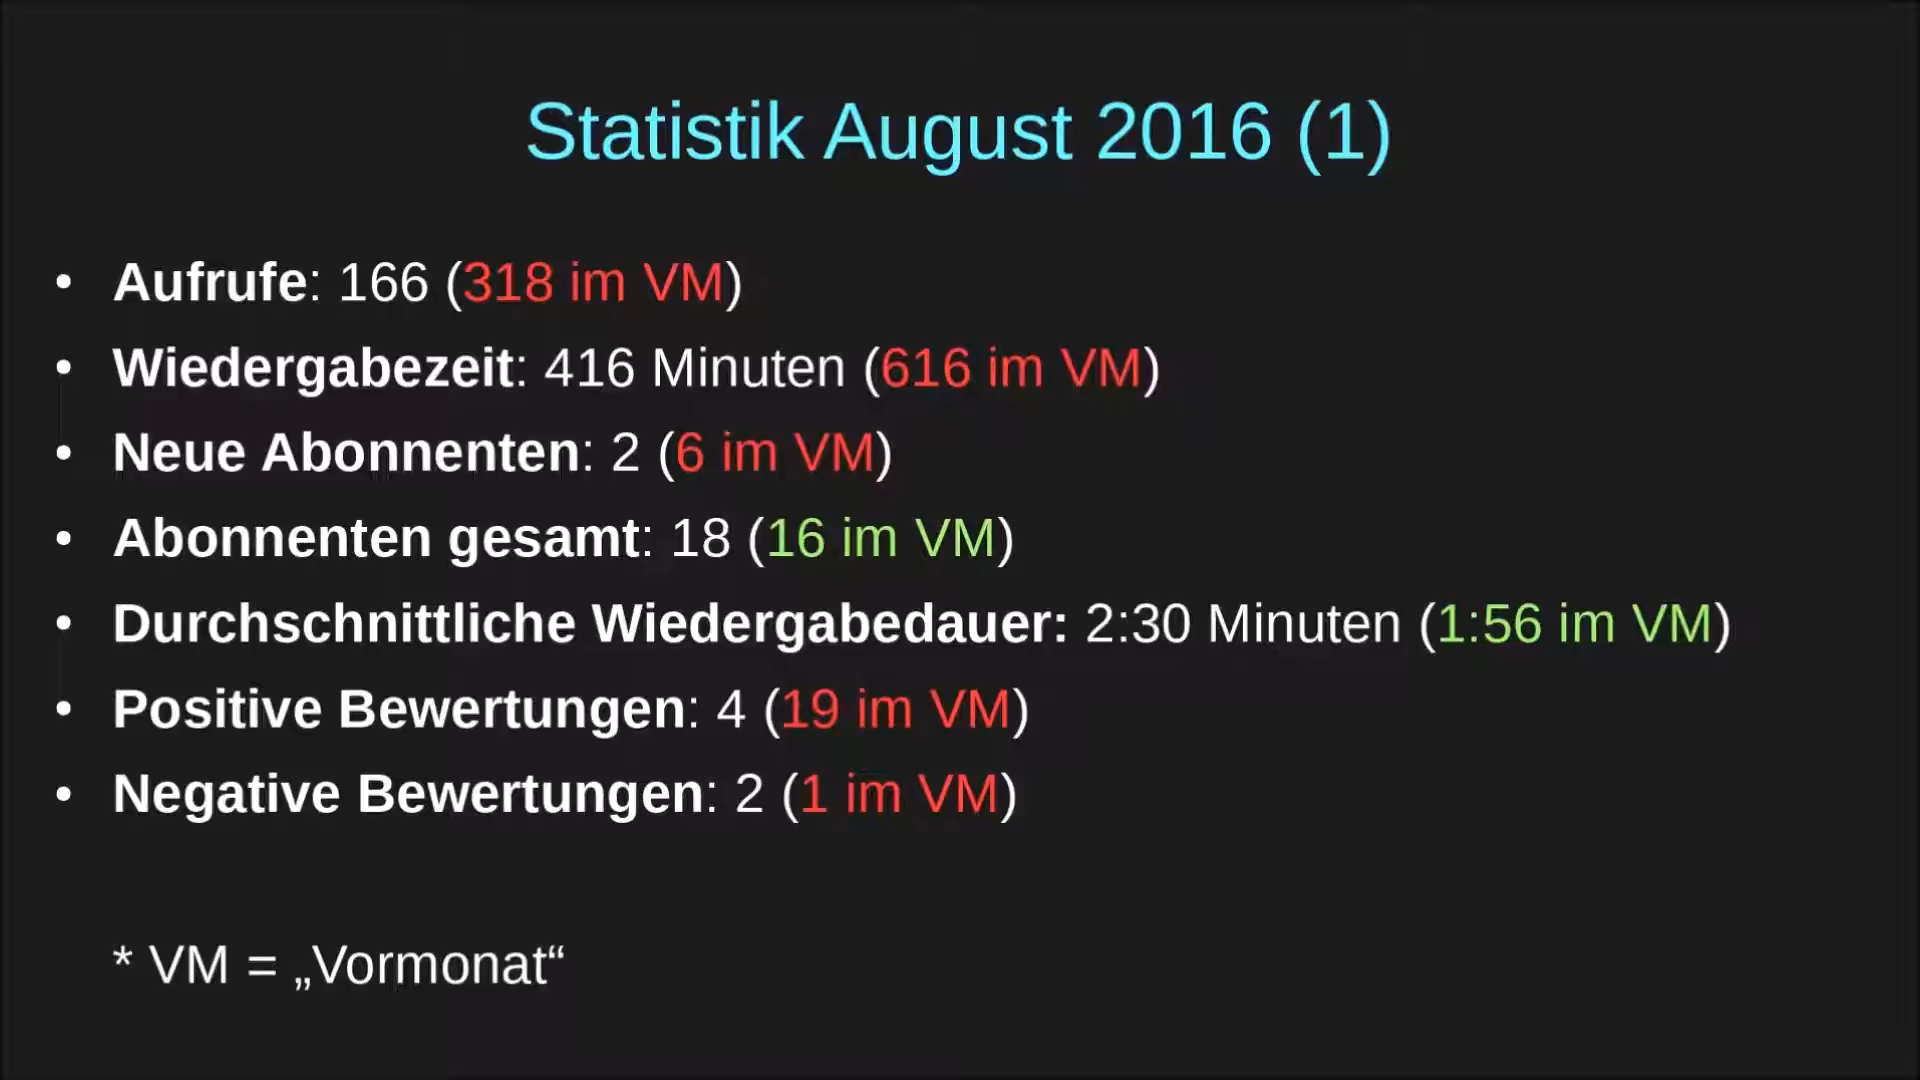 Statistik August 2016 (1)
• Aufrufe: 166 (318 im VM)
• Wiedergabezeit: 416 Minuten (616 im VM)
• Neue Abonnenten: 2 (6 im VM)
• Abonnenten gesamt: 18 (16 im VM)
• Durchschnittliche Wiedergabedauer: 2:30 Minuten (1:56 im VM)
• Positive Bewertungen: 4 (19 im VM)
• Negative Bewertungen: 2 (1 im VM)
* VM = „Vormonat“